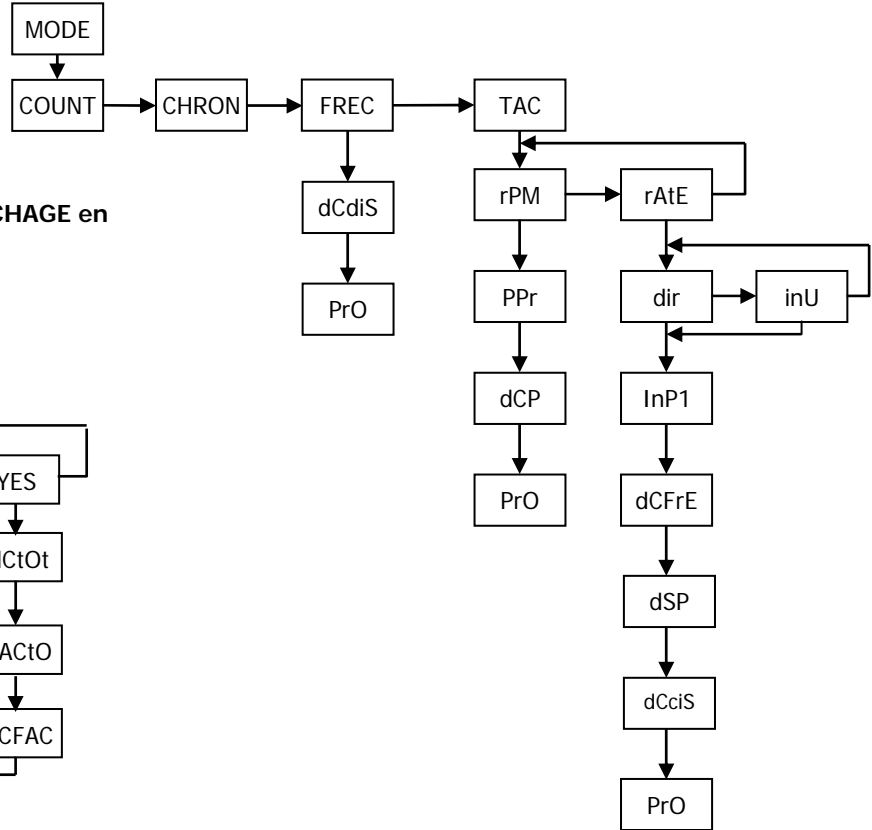 MODE
COUNT CHRON FREC TAC
CHAGE en
dCdiS rPM rAtE
PrO PPr dir inU
dCP InP1
YES PrO dCFrE
CtOt
dSP
ACtO
dCciS
CFAC
PrO